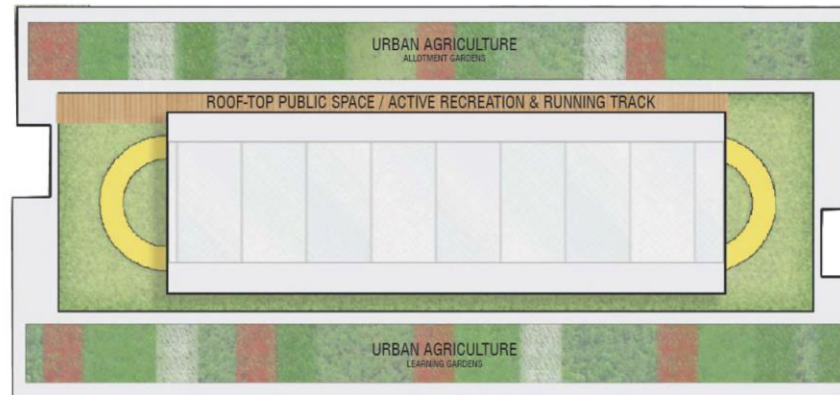 URBAN AGRICULTURE
ALLOTMENT GARDENS
ROOF-TOP PUBLIC SPACE / ACTIVE RECREATION & RUNNING TRACK
URBAN AGRICULTURE
LEARNING GARDENS